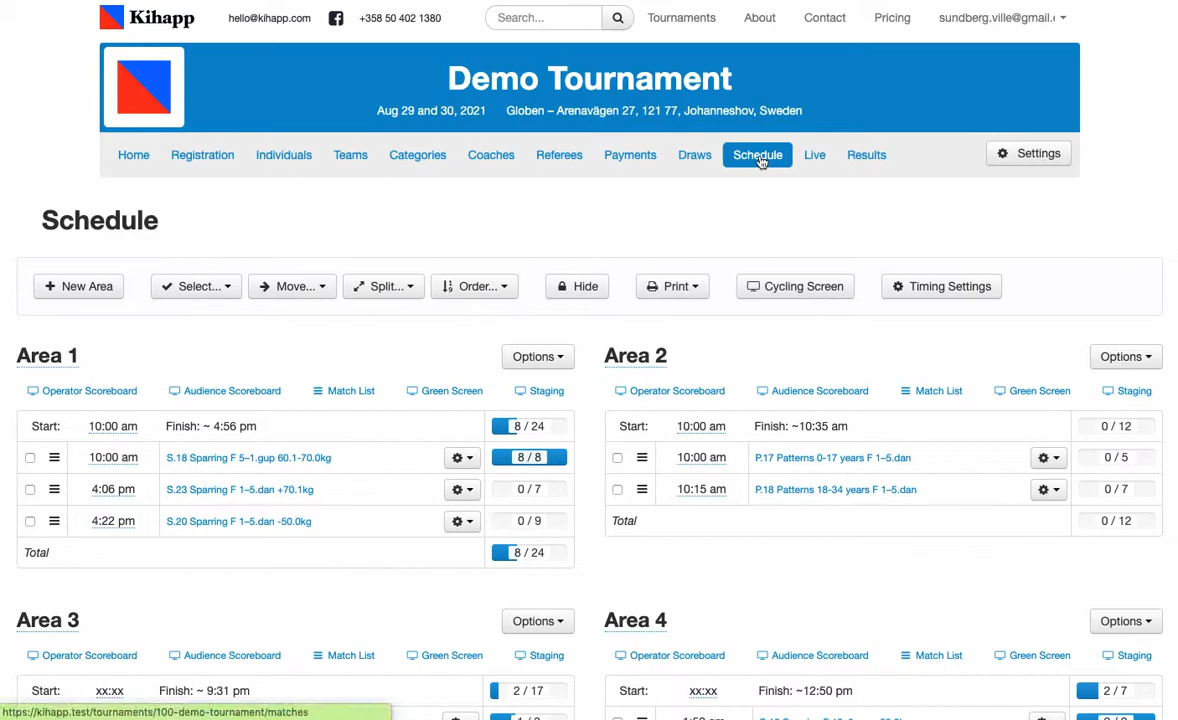 Kihapp hello@kihapp.com +358 50 402 1380 Search... Tournaments About Contact Pricing sundberg.ville@gmail.
Demo Tournament
Aug 29 and 30, 2021 Globen – Arenavägen 27, 121 77, Johanneshov, Sweden
Home Registration Individuals Teams Categories Coaches Referees Payments Draws Schedule Live Results Settings
Schedule
New Area Select... Move... Split... Order... Hide Print Cycling Screen Timing Settings
Area 1 Options
Operator Scoreboard Audience Scoreboard Match List Green Screen Staging
Start: 10:00 am Finish: ~ 4:56 pm 8 / 24
10:00 am S.18 Sparring F 5–1.gup 60.1-70.0kg 8 / 8
4:06 pm S.23 Sparring F 1–5.dan +70.1kg 0 / 7
4:22 pm S.20 Sparring F 1–5.dan -50.0kg 0 / 9
Total 8 / 24
Area 2 Options
Operator Scoreboard Audience Scoreboard Match List Green Screen Staging
Start: 10:00 am Finish: ~10:35 am 0 / 12
10:00 am P.17 Patterns 0-17 years F 1–5.dan 0 / 5
10:15 am P.18 Patterns 18-34 years F 1–5.dan 0 / 7
Total 0 / 12
Area 3 Options
Operator Scoreboard Audience Scoreboard Match List Green Screen Staging
Start: xx:xx Finish: ~ 9:31 pm 2 / 17
Area 4 Options
Operator Scoreboard Audience Scoreboard Match List Green Screen Staging
Start: xx:xx Finish: ~12:50 pm 2 / 7
https://kihapp.test/tournaments/100-demo-tournament/matches